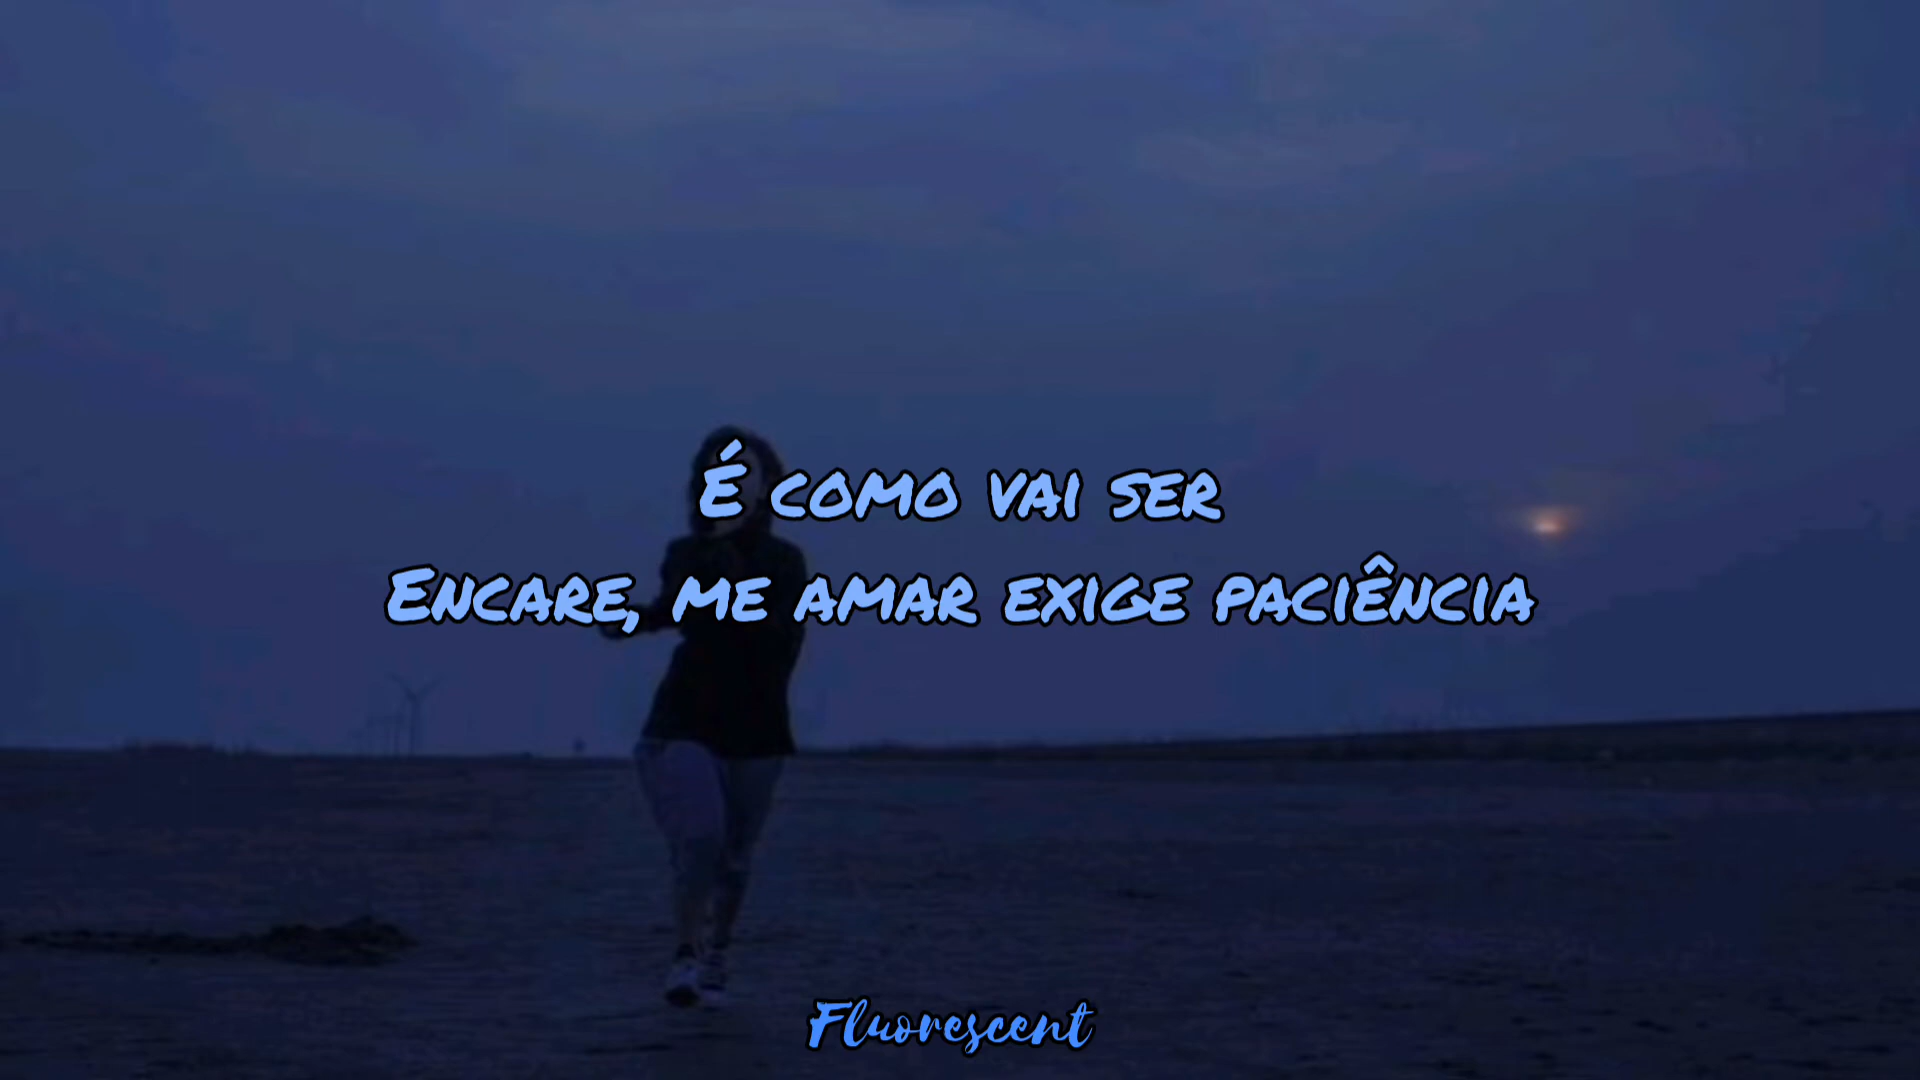 É como vai ser
Encare, me amar exige paciência
Fluorescent